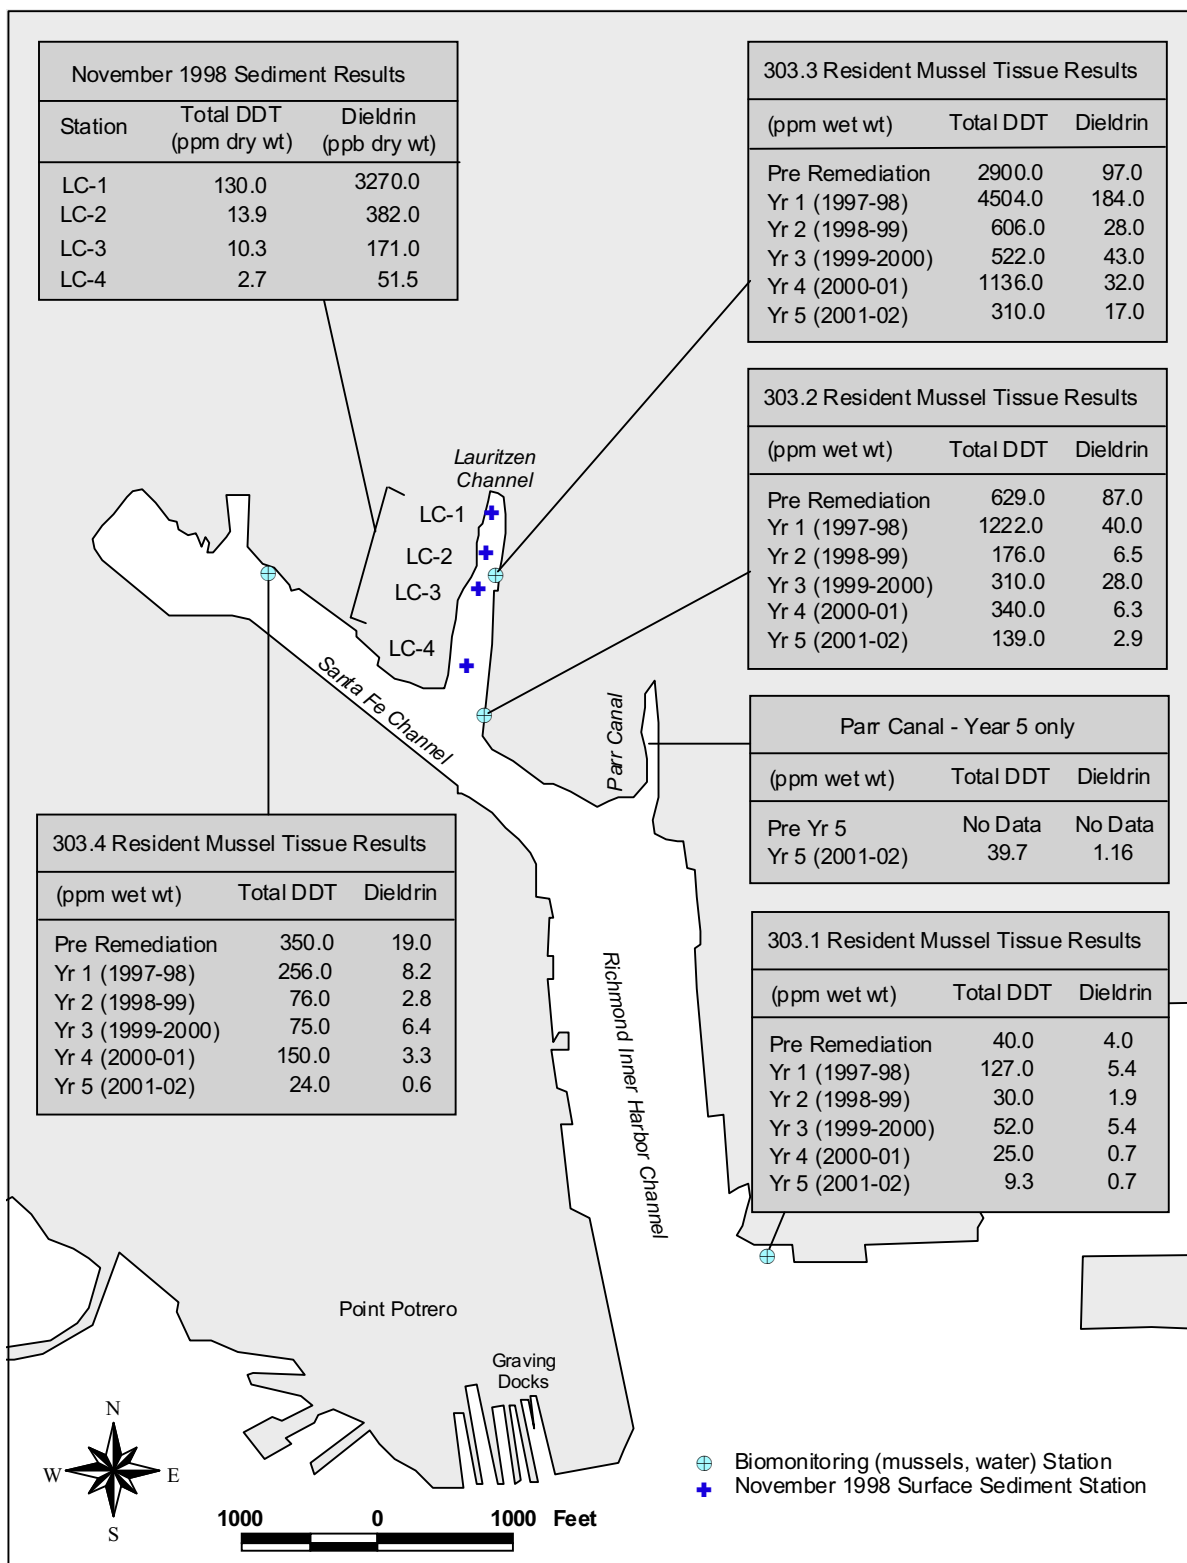 November 1998 Sediment Results
Station Total DDT (ppm dry wt) Dieldrin (ppb dry wt)
LC-1 130.0 3270.0
LC-2 13.9 382.0
LC-3 10.3 171.0
LC-4 2.7 51.5
303.3 Resident Mussel Tissue Results
(ppm wet wt) Total DDT Dieldrin
Pre Remediation 2900.0 97.0
Yr 1 (1997-98) 4504.0 184.0
Yr 2 (1998-99) 606.0 28.0
Yr 3 (1999-2000) 522.0 43.0
Yr 4 (2000-01) 1136.0 32.0
Yr 5 (2001-02) 310.0 17.0
303.2 Resident Mussel Tissue Results
(ppm wet wt) Total DDT Dieldrin
Pre Remediation 629.0 87.0
Yr 1 (1997-98) 1222.0 40.0
Yr 2 (1998-99) 176.0 6.5
Yr 3 (1999-2000) 310.0 28.0
Yr 4 (2000-01) 340.0 6.3
Yr 5 (2001-02) 139.0 2.9
Lauritzen
Channel
LC-1
LC-2
LC-3
LC-4
Santa Fe Channel
Parr Canal
Parr Canal - Year 5 only
(ppm wet wt) Total DDT Dieldrin
Pre Yr 5 No Data No Data
Yr 5 (2001-02) 39.7 1.16
303.4 Resident Mussel Tissue Results
(ppm wet wt) Total DDT Dieldrin
Pre Remediation 350.0 19.0
Yr 1 (1997-98) 256.0 8.2
Yr 2 (1998-99) 76.0 2.8
Yr 3 (1999-2000) 75.0 6.4
Yr 4 (2000-01) 150.0 3.3
Yr 5 (2001-02) 24.0 0.6
303.1 Resident Mussel Tissue Results
(ppm wet wt) Total DDT Dieldrin
Pre Remediation 40.0 4.0
Yr 1 (1997-98) 127.0 5.4
Yr 2 (1998-99) 30.0 1.9
Yr 3 (1999-2000) 52.0 5.4
Yr 4 (2000-01) 25.0 0.7
Yr 5 (2001-02) 9.3 0.7
Richmond Inner Harbor Channel
Point Potrero
Graving
Docks
N
W E
S
1000 0 1000 Feet
Biomonitoring (mussels, water) Station
November 1998 Surface Sediment Station